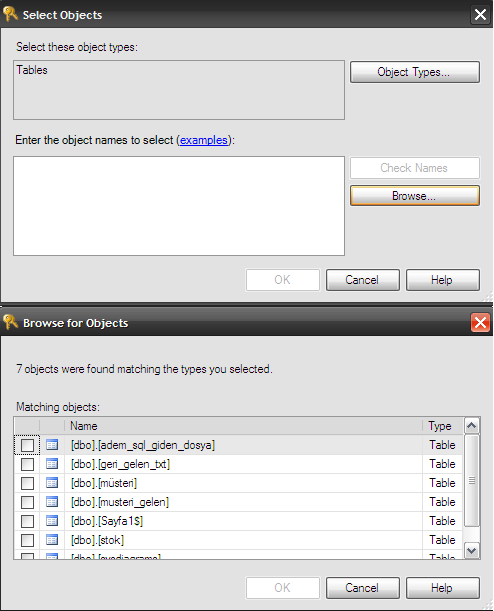 Select Objects
Select these object types:
Tables
Object Types...
Enter the object names to select (examples):
Check Names
Browse...
OK Cancel Help
Browse for Objects
7 objects were found matching the types you selected.
Matching objects:
Name Type
[dbo].[adem_sql_giden_dosya] Table
[dbo].[geri_gelen_txt] Table
[dbo].[müsteri] Table
[dbo].[musteri_gelen] Table
[dbo].[Sayfa1$] Table
[dbo].[stok] Table
OK Cancel Help